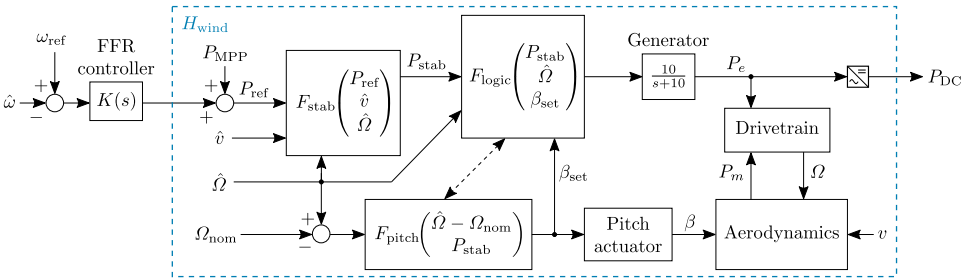 H_wind
ω_ref
FFR
controller
P_MPP
P_stab
F_logic(P_stab
Ω̂
β_set)
Generator
10
s+10
P_e
P_DC
ω̂
+
−
K(s)
+
+
P_ref
F_stab(P_ref
v̂
Ω̂)
v̂
Drivetrain
Ω̂
β_set
P_m
Ω
Ω_nom
+
−
F_pitch(Ω̂ − Ω_nom
P_stab)
Pitch
actuator
β
Aerodynamics
v